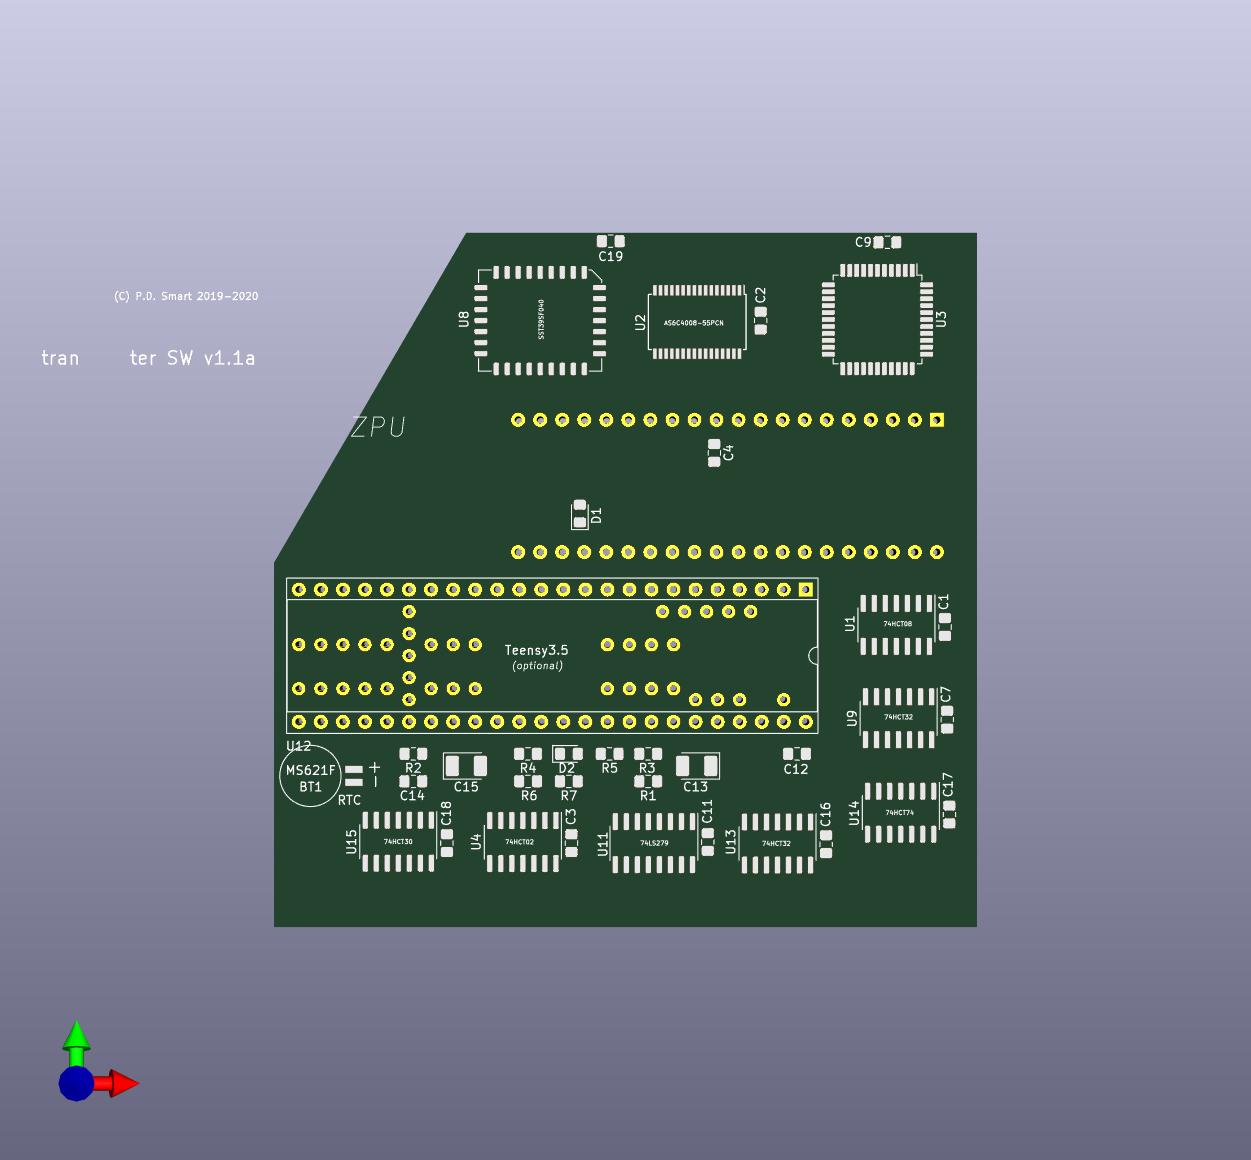 C9
C19
C2
(C) P.D. Smart 2019-2020
U8
SST39SF040
U2
AS6C4008-55PCN
U3
tran ter SW v1.1a
ZPU
C4
D1
C1
U1
74HCT08
Teensy3.5
(optional)
C7
U9
74HCT32
U12
MS621F
BT1
+
-
RTC
R2
C14
C15
R4
R6
D2
R7
R5
R3
R1
C13
C12
C17
U14
74HCT74
C18
U15
74HCT30
C3
U4
74HCT02
C11
U11
74LS279
C16
U13
74HCT32